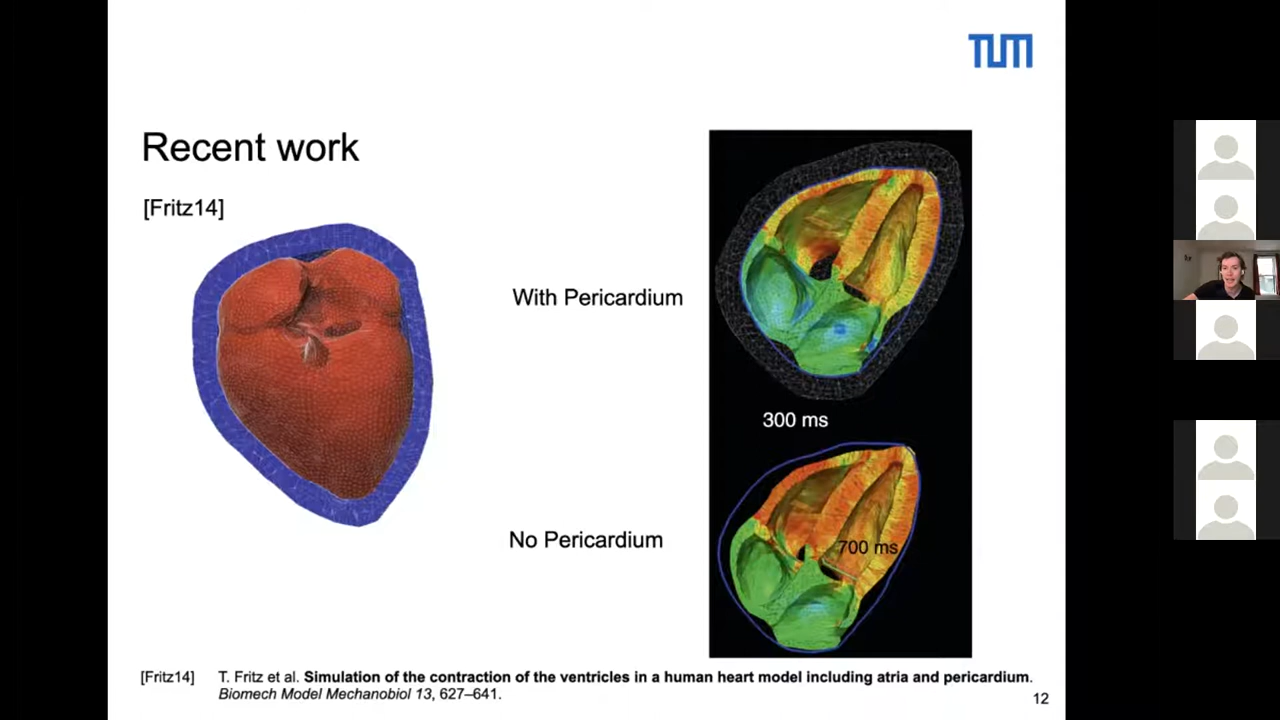 TUM
Recent work
[Fritz14]
With Pericardium
300 ms
No Pericardium
700 ms
[Fritz14] T. Fritz et al. Simulation of the contraction of the ventricles in a human heart model including atria and pericardium.
Biomech Model Mechanobiol 13, 627–641.
12